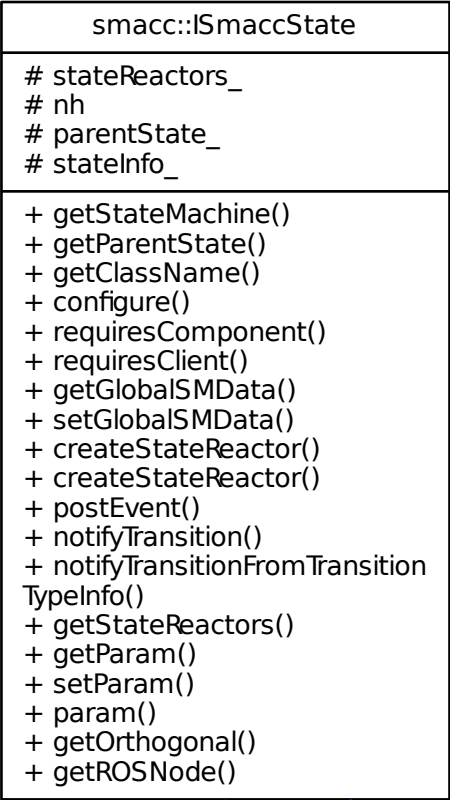 smacc::ISmaccState
# stateReactors_
# nh
# parentState_
# stateInfo_
+ getStateMachine()
+ getParentState()
+ getClassName()
+ configure()
+ requiresComponent()
+ requiresClient()
+ getGlobalSMData()
+ setGlobalSMData()
+ createStateReactor()
+ createStateReactor()
+ postEvent()
+ notifyTransition()
+ notifyTransitionFromTransition
TypeInfo()
+ getStateReactors()
+ getParam()
+ setParam()
+ param()
+ getOrthogonal()
+ getROSNode()